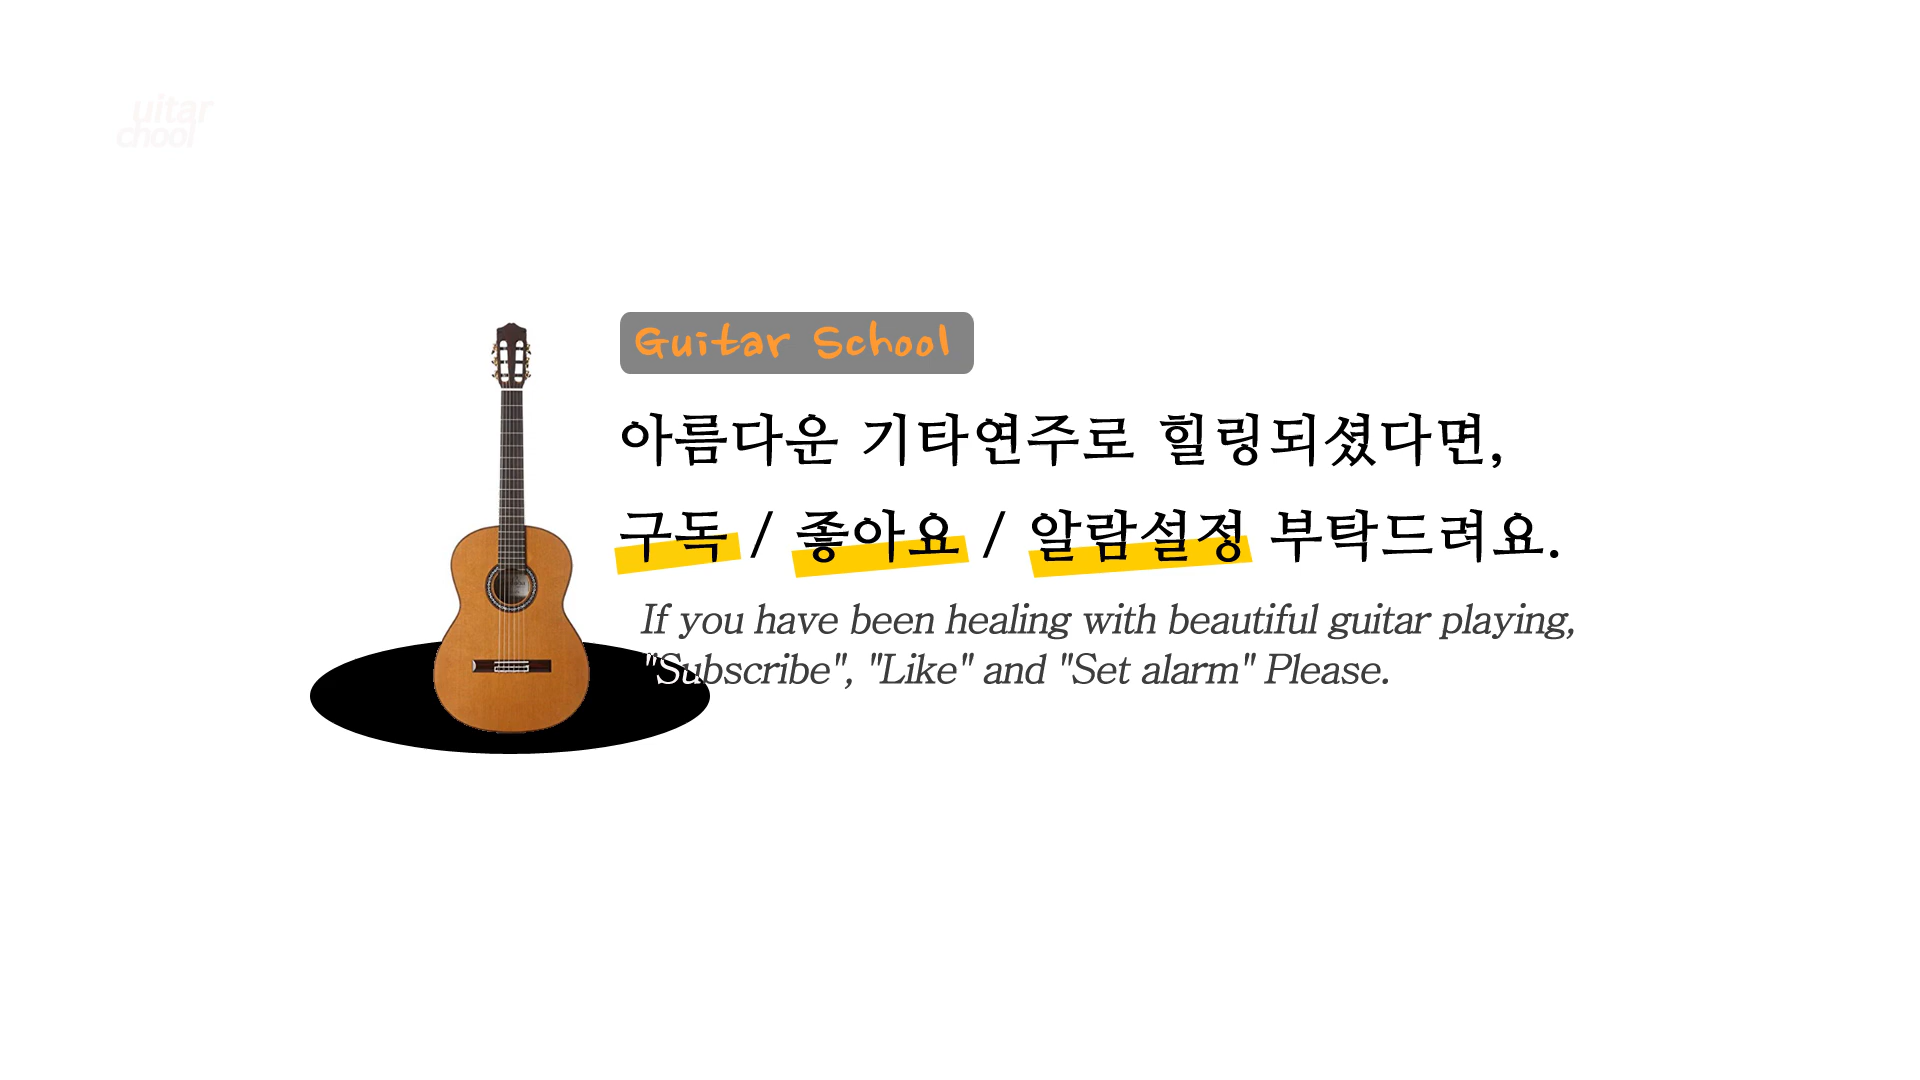 uitar
chool
Guitar School
아름다운 기타연주로 힐링되셨다면,
구독 / 좋아요 / 알람설정 부탁드려요.
If you have been healing with beautiful guitar playing,
"Subscribe", "Like" and "Set alarm" Please.